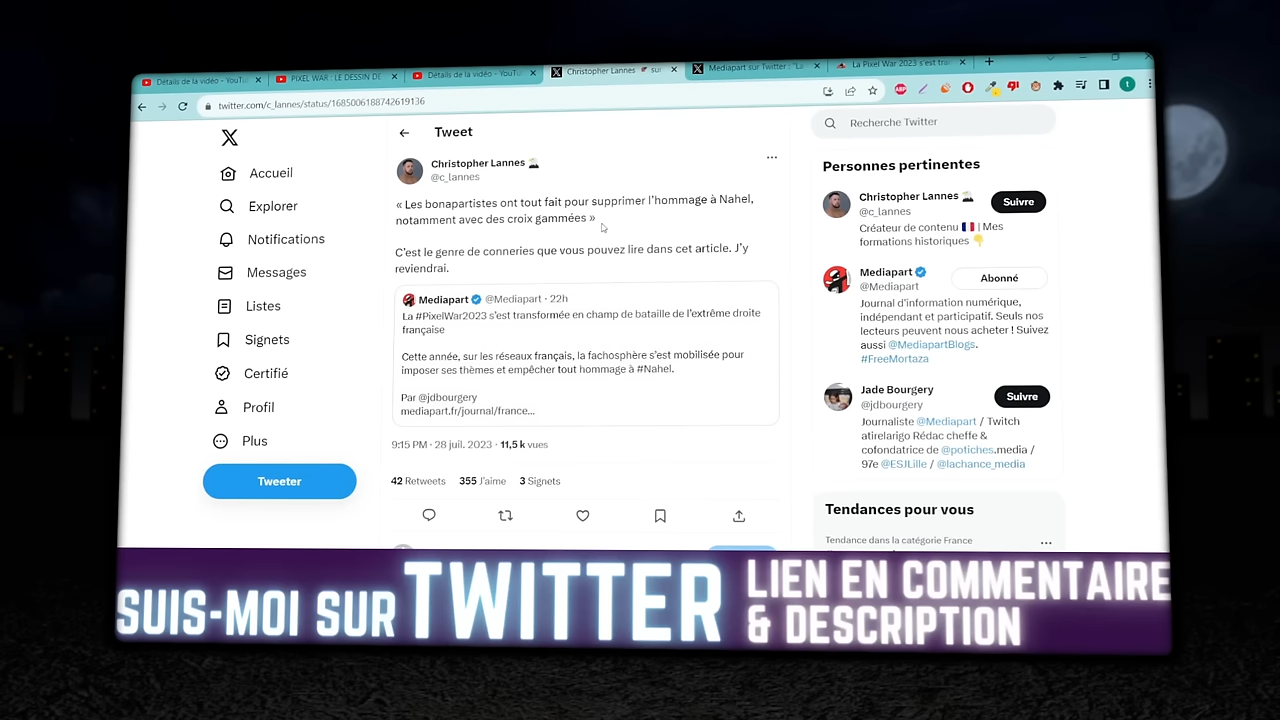 Détails de la vidéo - YouTu
PIXEL WAR : LE DESSIN DE
Détails de la vidéo - YouTu
Christopher Lannes
Mediapart sur Twitter : "La
La Pixel War 2023 s'est tra
twitter.com/c_lannes/status/1685006188742619136
ABP
t
Tweet
Recherche Twitter
Accueil
Explorer
Notifications
Messages
Listes
Signets
Certifié
Profil
Plus
Tweeter
Christopher Lannes
@c_lannes
« Les bonapartistes ont tout fait pour supprimer l'hommage à Nahel,
notamment avec des croix gammées »
C'est le genre de conneries que vous pouvez lire dans cet article. J'y
reviendrai.
Mediapart @Mediapart · 22h
La #PixelWar2023 s'est transformée en champ de bataille de l'extrême droite
française
Cette année, sur les réseaux français, la fachosphère s'est mobilisée pour
imposer ses thèmes et empêcher tout hommage à #Nahel.
Par @jdbourgery
mediapart.fr/journal/france...
9:15 PM · 28 juil. 2023 · 11,5 k vues
42 Retweets 355 J'aime 3 Signets
Personnes pertinentes
Christopher Lannes
@c_lannes
Suivre
Créateur de contenu | Mes
formations historiques
Mediapart
@Mediapart
Abonné
Journal d'information numérique,
indépendant et participatif. Seuls nos
lecteurs peuvent nous acheter ! Suivez
aussi @MediapartBlogs.
#FreeMortaza
Jade Bourgery
@jdbourgery
Suivre
Journaliste @Mediapart / Twitch
atirelarigo Rédac cheffe &
cofondatrice de @potiches.media /
97e @ESJLille / @lachance_media
Tendances pour vous
Tendance dans la catégorie France
SUIS-MOI SUR TWITTER
LIEN EN COMMENTAIRE
& DESCRIPTION